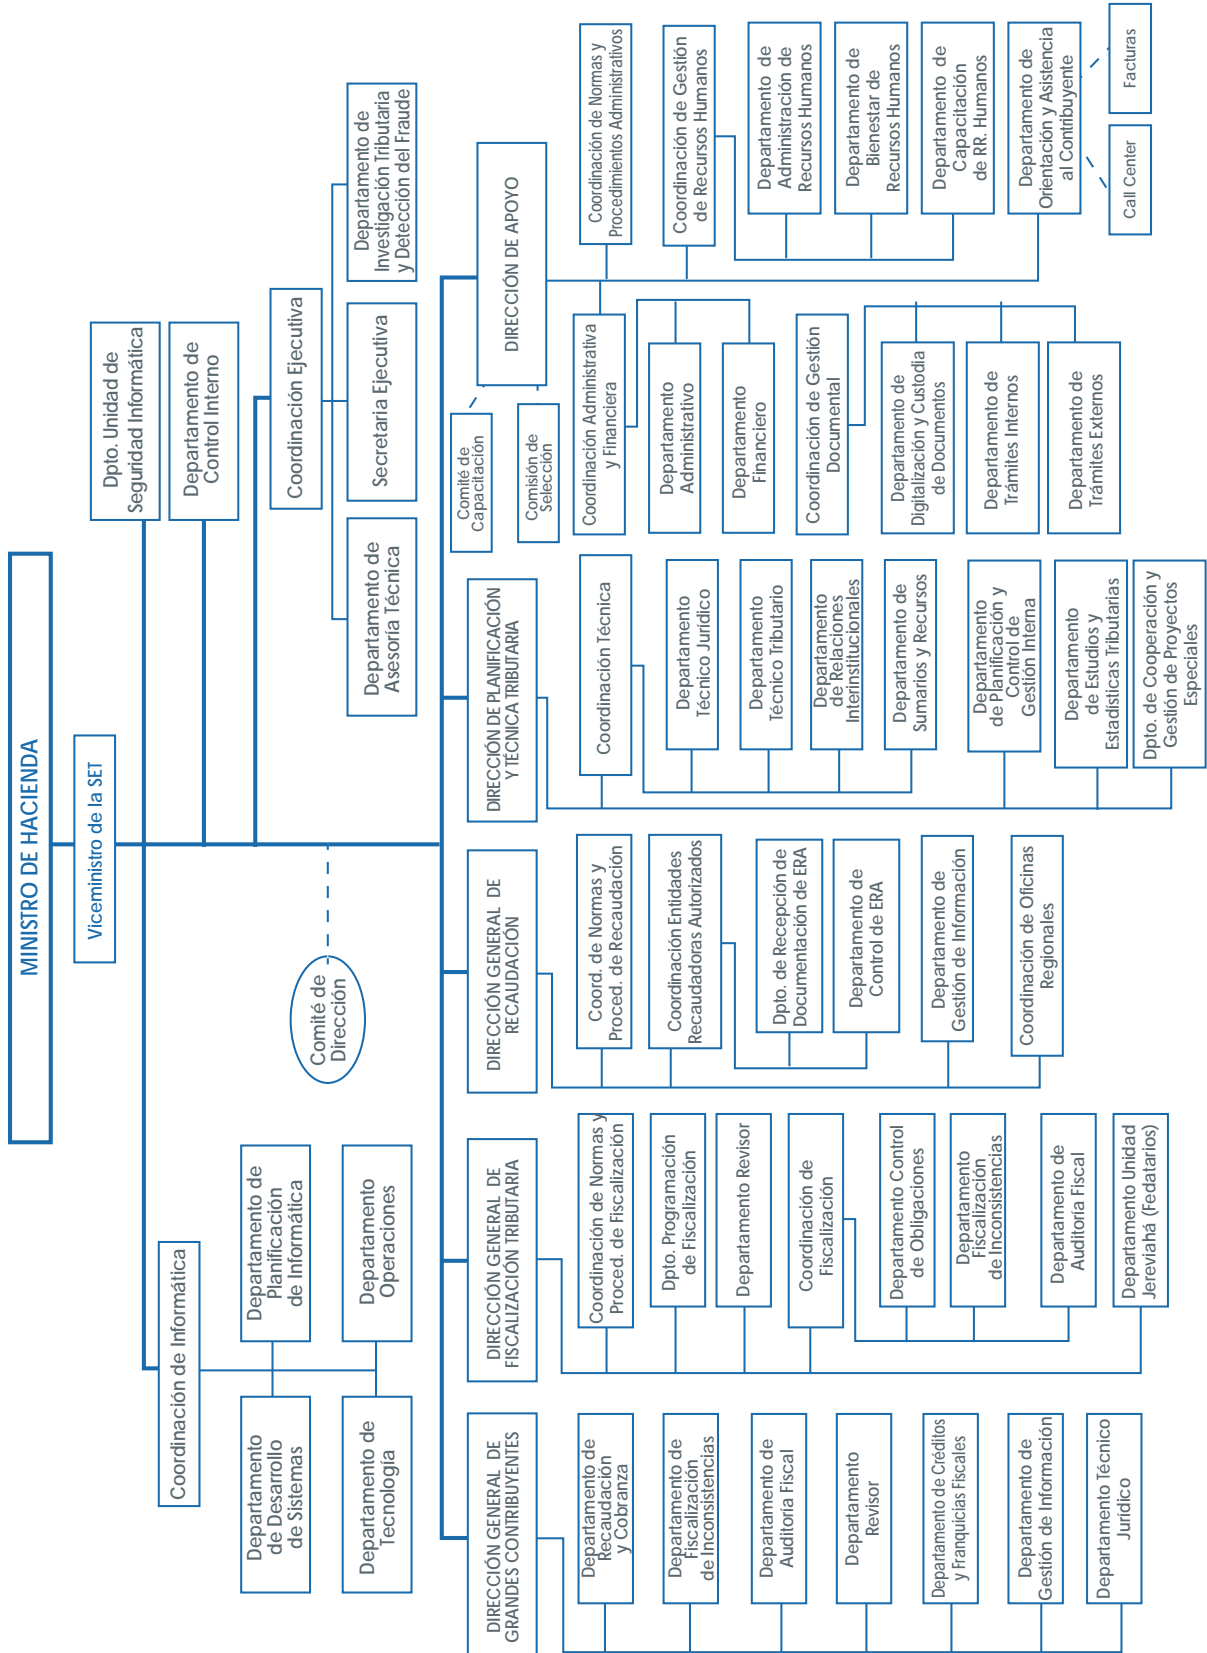 MINISTRO DE HACIENDA
Viceministro de la SET
Dpto. Unidad de
Seguridad Informática
Departamento de
Control Interno
Coordinación de Informática
Departamento
de Desarrollo
de Sistemas
Departamento de
Planificación
de Informática
Departamento de
Tecnología
Departamento
Operaciones
Comité de
Dirección
Coordinación Ejecutiva
Departamento de
Asesoría Técnica
Secretaria Ejecutiva
Departamento de
Investigación Tributaria
y Detección del Fraude
DIRECCIÓN GENERAL DE
GRANDES CONTRIBUYENTES
Departamento de
Recaudación
y Cobranza
Departamento de
Fiscalización
de Inconsistencias
Departamento de
Auditoría Fiscal
Departamento
Revisor
Departamento de Créditos
y Franquicias Fiscales
Departamento de
Gestión de Información
Departamento Técnico
Jurídico
DIRECCIÓN GENERAL DE
FISCALIZACIÓN TRIBUTARIA
Coordinación de Normas y
Proced. de Fiscalización
Dpto. Programación
de Fiscalización
Departamento Revisor
Coordinación de
Fiscalización
Departamento Control
de Obligaciones
Departamento
Fiscalización
de Inconsistencias
Departamento de
Auditoría Fiscal
Departamento Unidad
Jereviahá (Fedatarios)
DIRECCIÓN GENERAL DE
RECAUDACIÓN
Coord. de Normas y
Proced. de Recaudación
Coordinación Entidades
Recaudadoras Autorizados
Dpto. de Recepción de
Documentación de ERA
Departamento de
Control de ERA
Departamento de
Gestión de Información
Coordinación de Oficinas
Regionales
DIRECCIÓN DE PLANIFICACIÓN
Y TÉCNICA TRIBUTARIA
Coordinación Técnica
Departamento
Técnico Jurídico
Departamento
Técnico Tributario
Departamento
de Relaciones
Interinstitucionales
Departamento de
Sumarios y Recursos
Departamento
de Planificación y
Control de
Gestión Interna
Departamento
de Estudios y
Estadísticas Tributarias
Dpto. de Cooperación y
Gestión de Proyectos
Especiales
DIRECCIÓN DE APOYO
Comité de
Capacitación
Comisión de
Selección
Coordinación Administrativa
y Financiera
Departamento
Administrativo
Departamento
Financiero
Coordinación de Gestión
Documental
Departamento de
Digitalización y Custodia
de Documentos
Departamento de
Trámites Internos
Departamento de
Trámites Externos
Coordinación de Normas y
Procedimientos Administrativos
Coordinación de Gestión
de Recursos Humanos
Departamento de
Administración de
Recursos Humanos
Departamento de
Bienestar de
Recursos Humanos
Departamento de
Capacitación
de RR. Humanos
Departamento de
Orientación y Asistencia
al Contribuyente
Call Center
Facturas